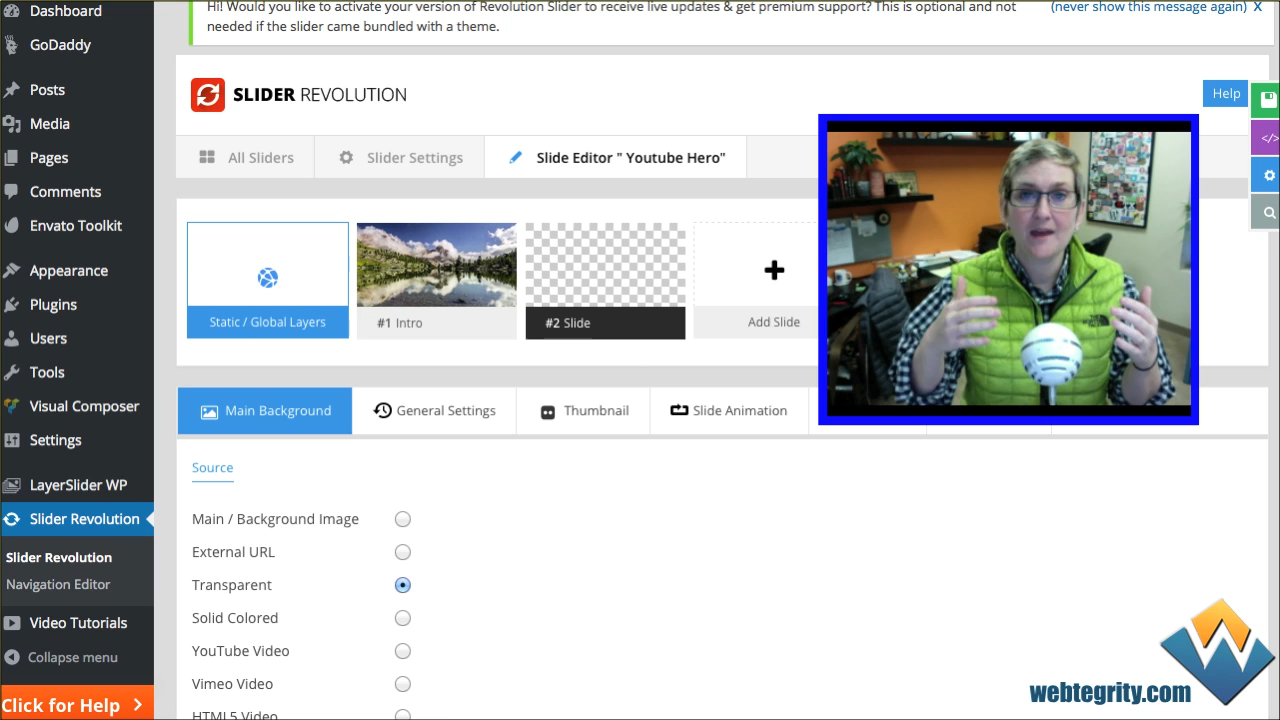 Dashboard
GoDaddy
Posts
Media
Pages
Comments
Envato Toolkit
Appearance
Plugins
Users
Tools
Visual Composer
Settings
LayerSlider WP
Slider Revolution
Slider Revolution
Navigation Editor
Video Tutorials
Collapse menu
Click for Help
Hi! Would you like to activate your version of Revolution Slider to receive live updates & get premium support? This is optional and not
needed if the slider came bundled with a theme.
(never show this message again) X
SLIDER REVOLUTION
Help
All Sliders
Slider Settings
Slide Editor " Youtube Hero"
Static / Global Layers
#1 Intro
#2 Slide
Add Slide
Main Background
General Settings
Thumbnail
Slide Animation
Source
Main / Background Image
External URL
Transparent
Solid Colored
YouTube Video
Vimeo Video
HTML5 Video
webtegrity.com